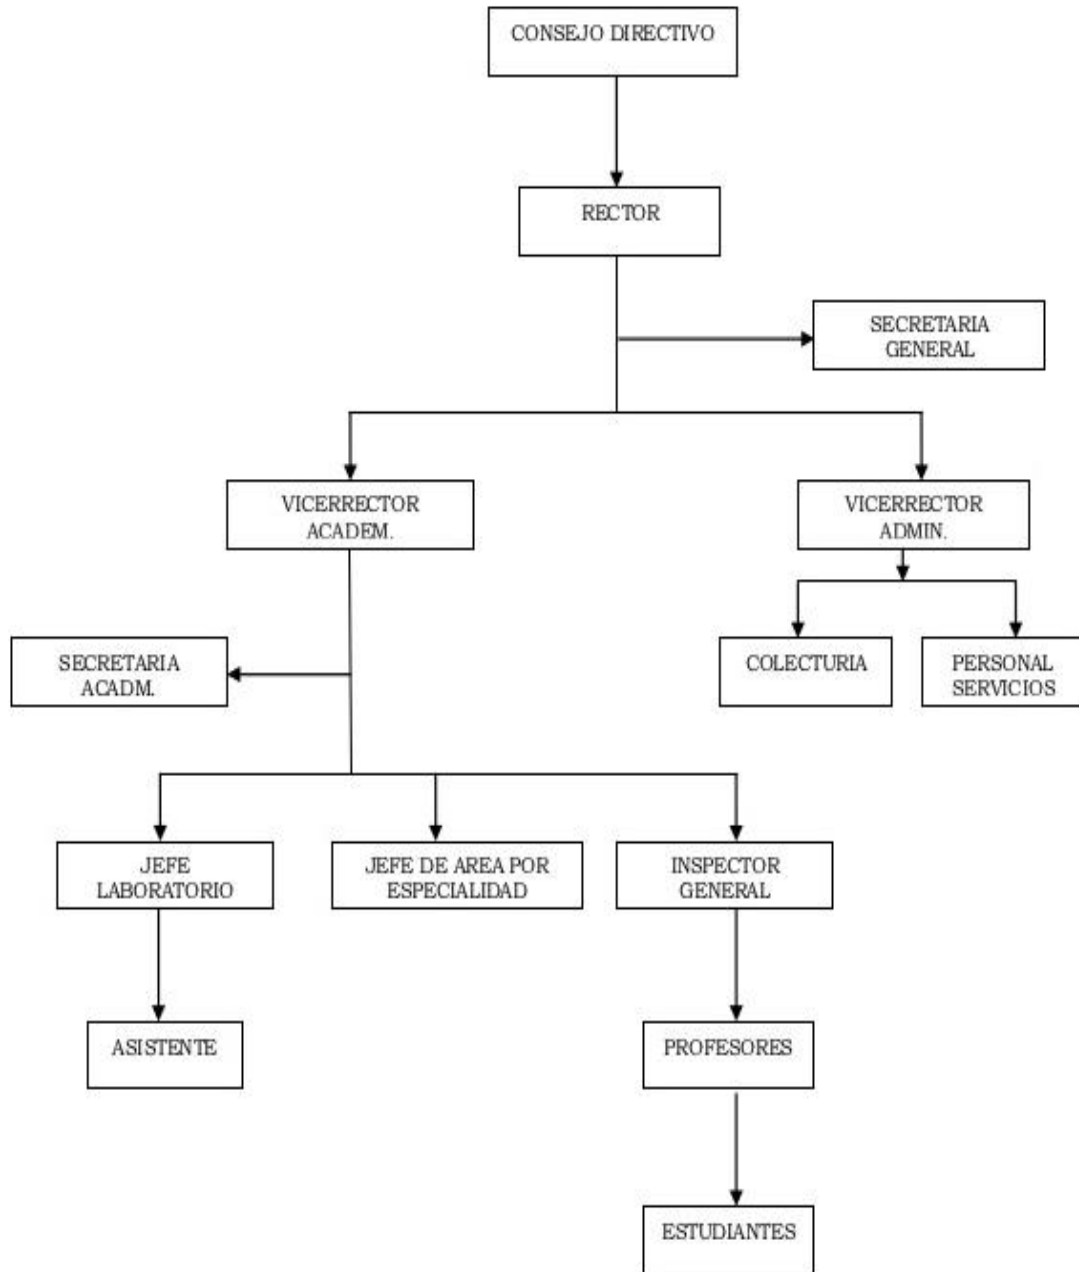 CONSEJO DIRECTIVO
RECTOR
SECRETARIA
GENERAL
VICERRECTOR
ACADEM.
VICERRECTOR
ADMIN.
SECRETARIA
ACADM.
COLECTURIA
PERSONAL
SERVICIOS
JEFE
LABORATORIO
JEFE DE AREA POR
ESPECIALIDAD
INSPECTOR
GENERAL
ASISTENTE
PROFESORES
ESTUDIANTES